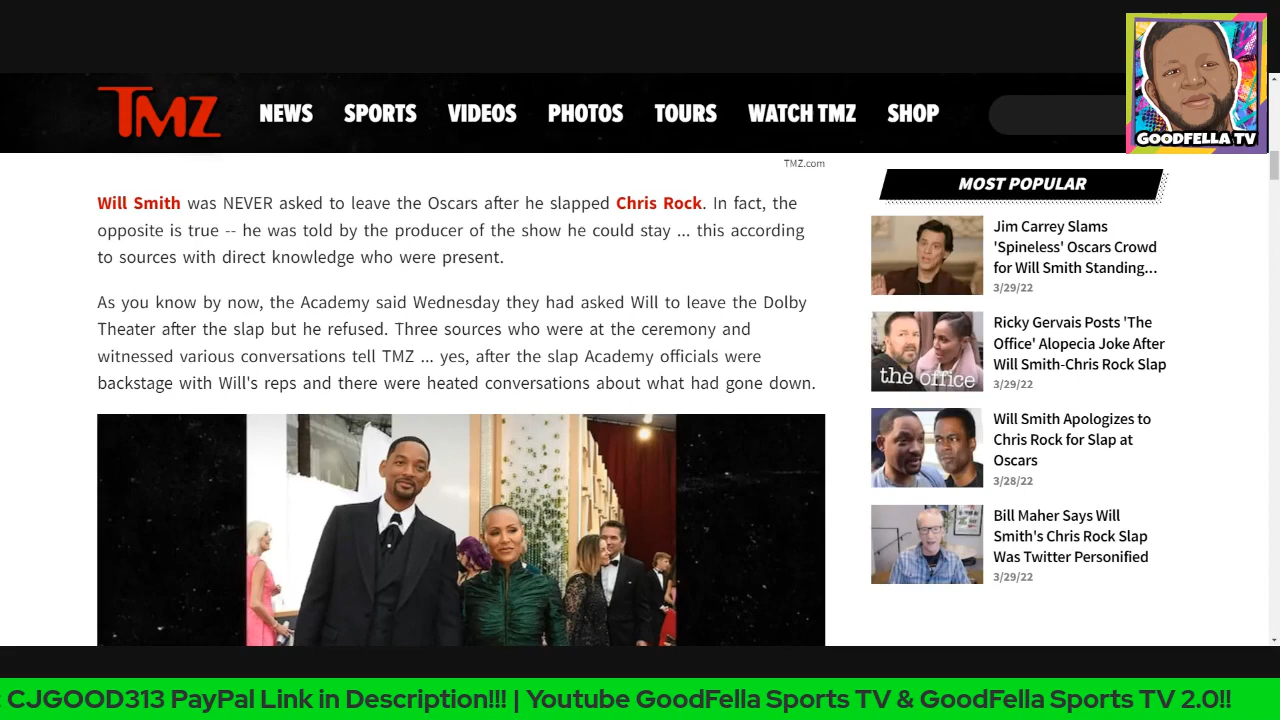 TMZ
NEWS SPORTS VIDEOS PHOTOS TOURS WATCH TMZ SHOP
GOODFELLA TV
TMZ.com
Will Smith was NEVER asked to leave the Oscars after he slapped Chris Rock. In fact, the
opposite is true -- he was told by the producer of the show he could stay ... this according
to sources with direct knowledge who were present.
As you know by now, the Academy said Wednesday they had asked Will to leave the Dolby
Theater after the slap but he refused. Three sources who were at the ceremony and
witnessed various conversations tell TMZ ... yes, after the slap Academy officials were
backstage with Will's reps and there were heated conversations about what had gone down.
MOST POPULAR
Jim Carrey Slams
'Spineless' Oscars Crowd
for Will Smith Standing...
3/29/22
the office
Ricky Gervais Posts 'The
Office' Alopecia Joke After
Will Smith-Chris Rock Slap
3/29/22
Will Smith Apologizes to
Chris Rock for Slap at
Oscars
3/28/22
Bill Maher Says Will
Smith's Chris Rock Slap
Was Twitter Personified
3/29/22
: CJGOOD313 PayPal Link in Description!!! | Youtube GoodFella Sports TV & GoodFella Sports TV 2.0!!